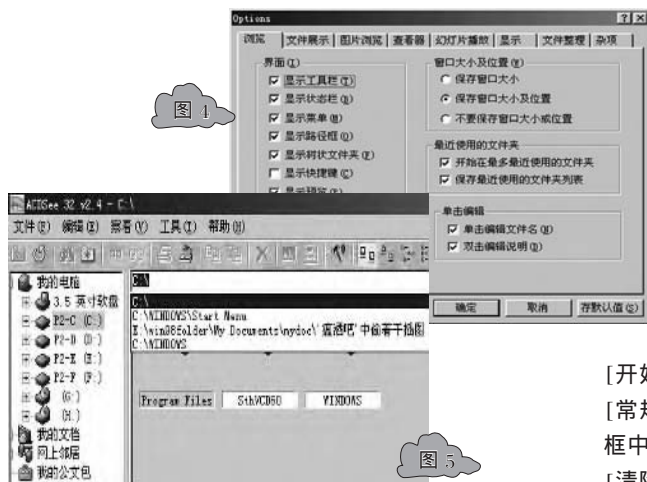 Options
浏览 文件展示 图片浏览 查看器 幻灯片播放 显示 文件整理 杂项
界面(I)
显示工具栏(T)
显示状态栏
显示菜单
显示路径框
显示树状文件夹
显示快捷键(C)
窗口大小及位置
保存窗口大小
保存窗口大小及位置
不要保存窗口大小或位置
最近使用的文件夹
开始在最多最近使用的文件夹
保存最近使用的文件夹列表
单击编辑
单击编辑文件名
双击编辑说明
确定 取消 存默认值(S)
图 4
ACDSee 32 v2.4 - C:\
文件(F) 编辑(E) 察看(V) 工具(T) 帮助(H)
我的电脑
3.5 英寸软盘
P2-C (C:)
P2-D (D:)
P2-E (E:)
P2-F (F:)
(G:)
(H:)
我的文档
网上邻居
我的公文包
C:\
C:\
C:\WINDOWS\Start Menu
E:\win98folder\My Documents\mydoc\'
中偷着干插图
C:\WINDOWS
Program Files SthVCD60 WINDOWS
图 5
[开
[常
框中
[清